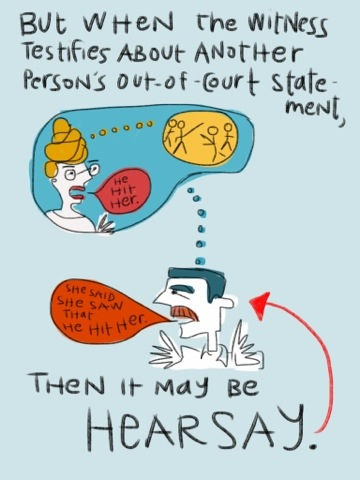 BUT WHEN THE WITNESS
TESTIFIES ABOUT ANOTHER
PERSON'S OUT-OF-COURT STATE-
MENT,
HE
HIT
HER.
SHE SAID
SHE SAW
THAT
HE HIT HER.
THEN IT MAY BE
HEARSAY.